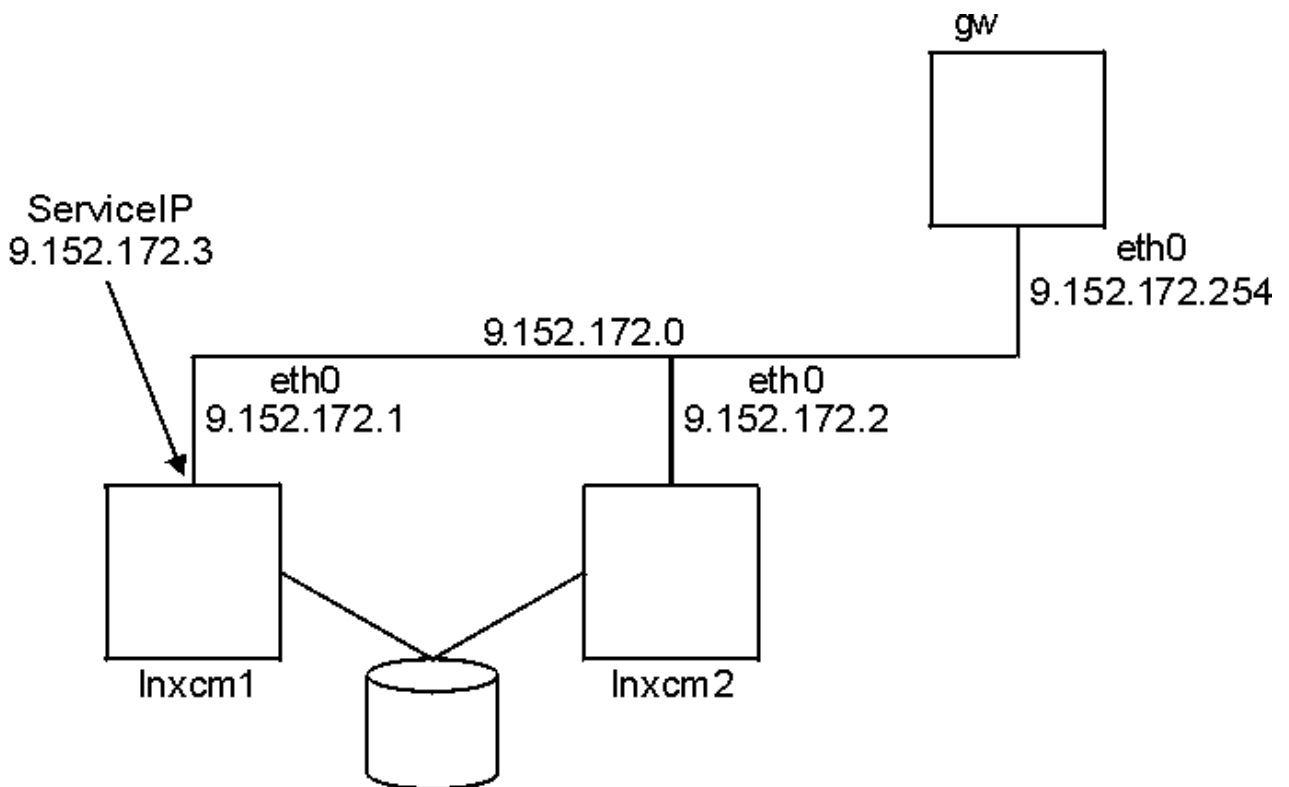 gw
ServiceIP
9.152.172.3
eth0
9.152.172.254
9.152.172.0
eth0
9.152.172.1
eth0
9.152.172.2
lnxcm1
lnxcm2